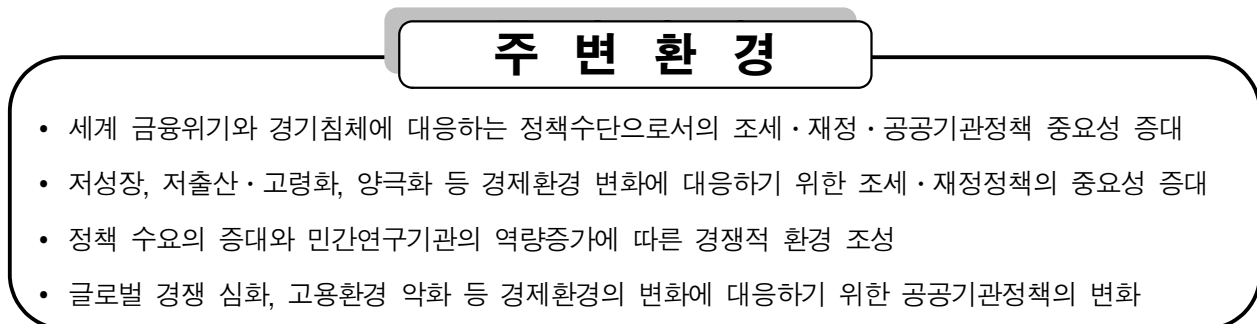 주 변 환 경
• 세계 금융위기와 경기침체에 대응하는 정책수단으로서의 조세·재정·공공기관정책 중요성 증대
• 저성장, 저출산·고령화, 양극화 등 경제환경 변화에 대응하기 위한 조세·재정정책의 중요성 증대
• 정책 수요의 증대와 민간연구기관의 역량증가에 따른 경쟁적 환경 조성
• 글로벌 경쟁 심화, 고용환경 악화 등 경제환경의 변화에 대응하기 위한 공공기관정책의 변화